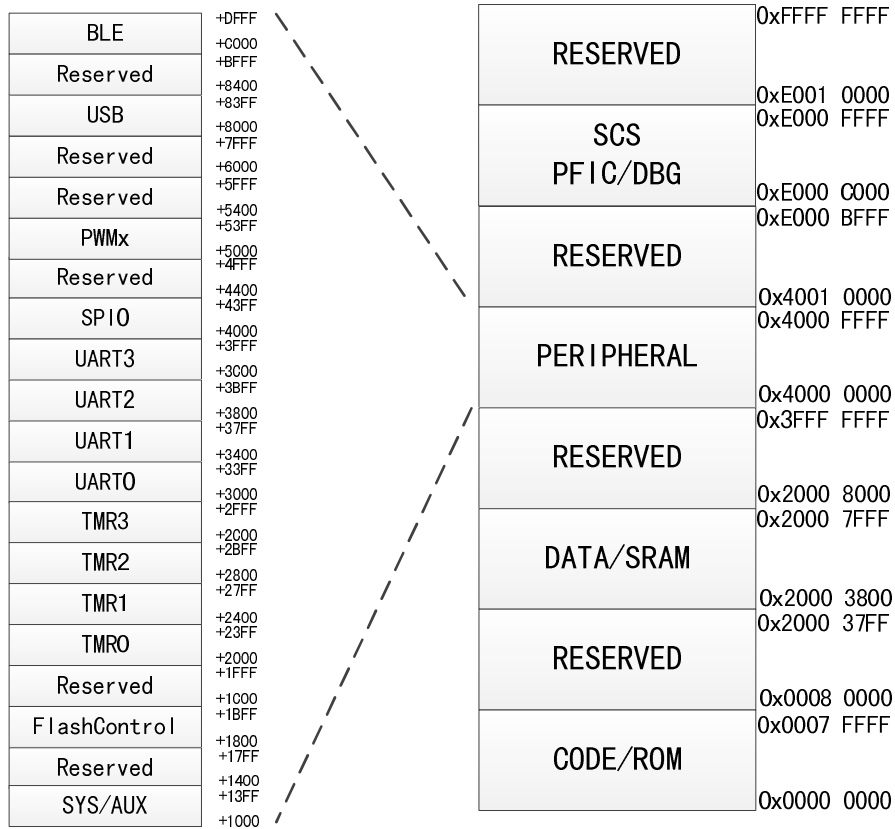 BLE
+DFFF
+C000
Reserved
+BFFF
+8400
USB
+83FF
+8000
Reserved
+7FFF
+6000
Reserved
+5FFF
+5400
PWMx
+53FF
+5000
Reserved
+4FFF
+4400
SPI0
+43FF
+4000
UART3
+3FFF
+3C00
UART2
+3BFF
+3800
UART1
+37FF
+3400
UART0
+33FF
+3000
TMR3
+2FFF
+2C00
TMR2
+2BFF
+2800
TMR1
+27FF
+2400
TMR0
+23FF
+2000
Reserved
+1FFF
+1C00
FlashControl
+1BFF
+1800
Reserved
+17FF
+1400
SYS/AUX
+13FF
+1000
0xFFFF FFFF
RESERVED
0xE001 0000
0xE000 FFFF
SCS
PFIC/DBG
0xE000 C000
0xE000 BFFF
RESERVED
0x4001 0000
0x4000 FFFF
PERIPHERAL
0x4000 0000
0x3FFF FFFF
RESERVED
0x2000 8000
0x2000 7FFF
DATA/SRAM
0x2000 3800
0x2000 37FF
RESERVED
0x0008 0000
0x0007 FFFF
CODE/ROM
0x0000 0000